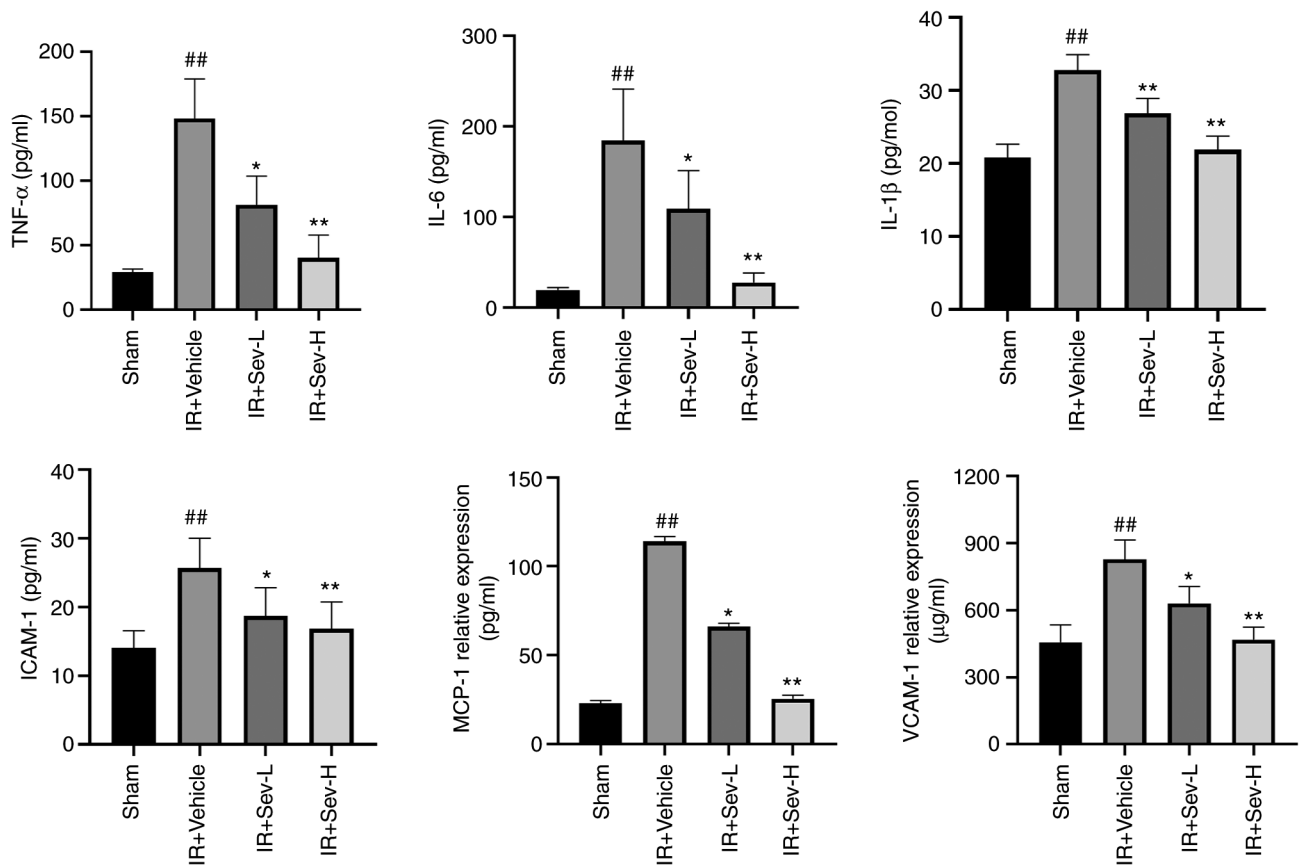 TNF-α (pg/ml)
200
150
100
50
0
##
*
**
Sham
IR+Vehicle
IR+Sev-L
IR+Sev-H
IL-6 (pg/ml)
300
200
100
0
##
*
**
Sham
IR+Vehicle
IR+Sev-L
IR+Sev-H
IL-1β (pg/mol)
40
30
20
10
0
##
**
**
Sham
IR+Vehicle
IR+Sev-L
IR+Sev-H
ICAM-1 (pg/ml)
40
30
20
10
0
##
*
**
Sham
IR+Vehicle
IR+Sev-L
IR+Sev-H
MCP-1 relative expression
(pg/ml)
150
100
50
0
##
*
**
Sham
IR+Vehicle
IR+Sev-L
IR+Sev-H
VCAM-1 relative expression
(µg/ml)
1200
900
600
300
0
##
*
**
Sham
IR+Vehicle
IR+Sev-L
IR+Sev-H